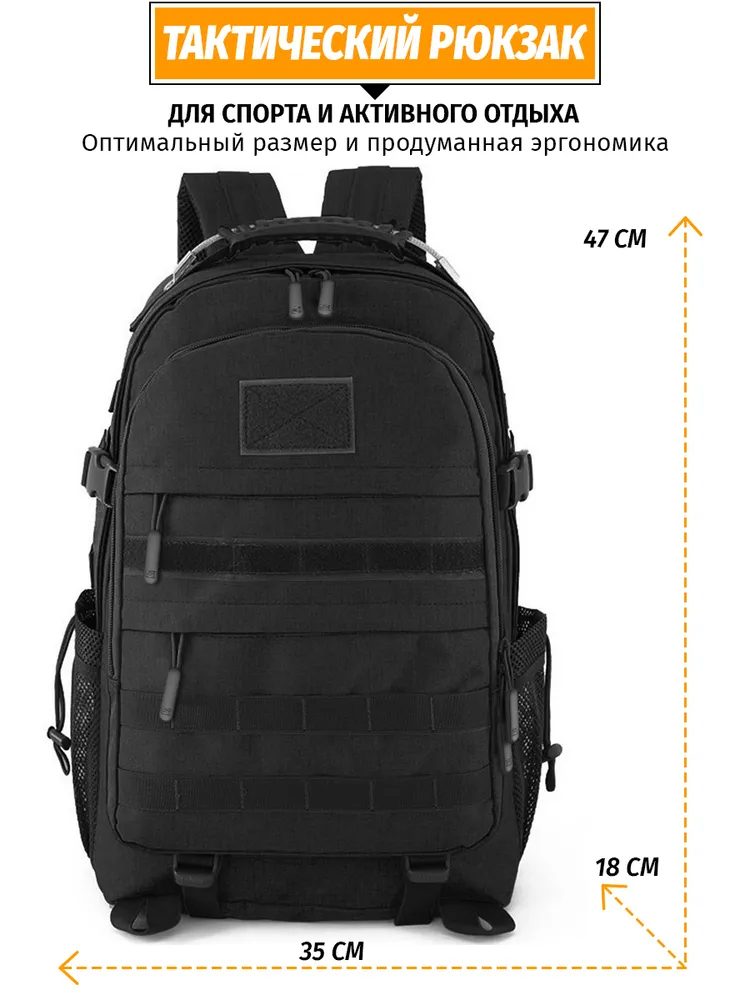 ТАКТИЧЕСКИЙ РЮКЗАК
ДЛЯ СПОРТА И АКТИВНОГО ОТДЫХА
Оптимальный размер и продуманная эргономика
47 СМ
18 СМ
35 СМ